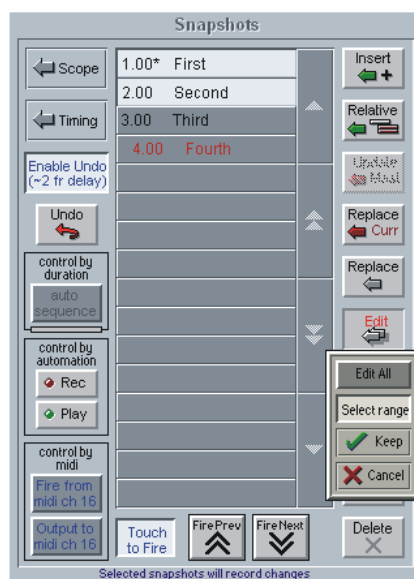 Snapshots
Scope
Timing
Enable Undo
(~2 fr delay)
Undo
control by
duration
auto
sequence
control by
automation
Rec
Play
control by
midi
Fire from
midi ch 16
Output to
midi ch 16
1.00* First
2.00 Second
3.00 Third
4.00 Fourth
Touch
to Fire
Fire Prev
Fire Next
Insert
Relative
Update
Mast
Replace
Curr
Replace
Edit
Edit All
Select range
Keep
Cancel
Delete
Selected snapshots will record changes